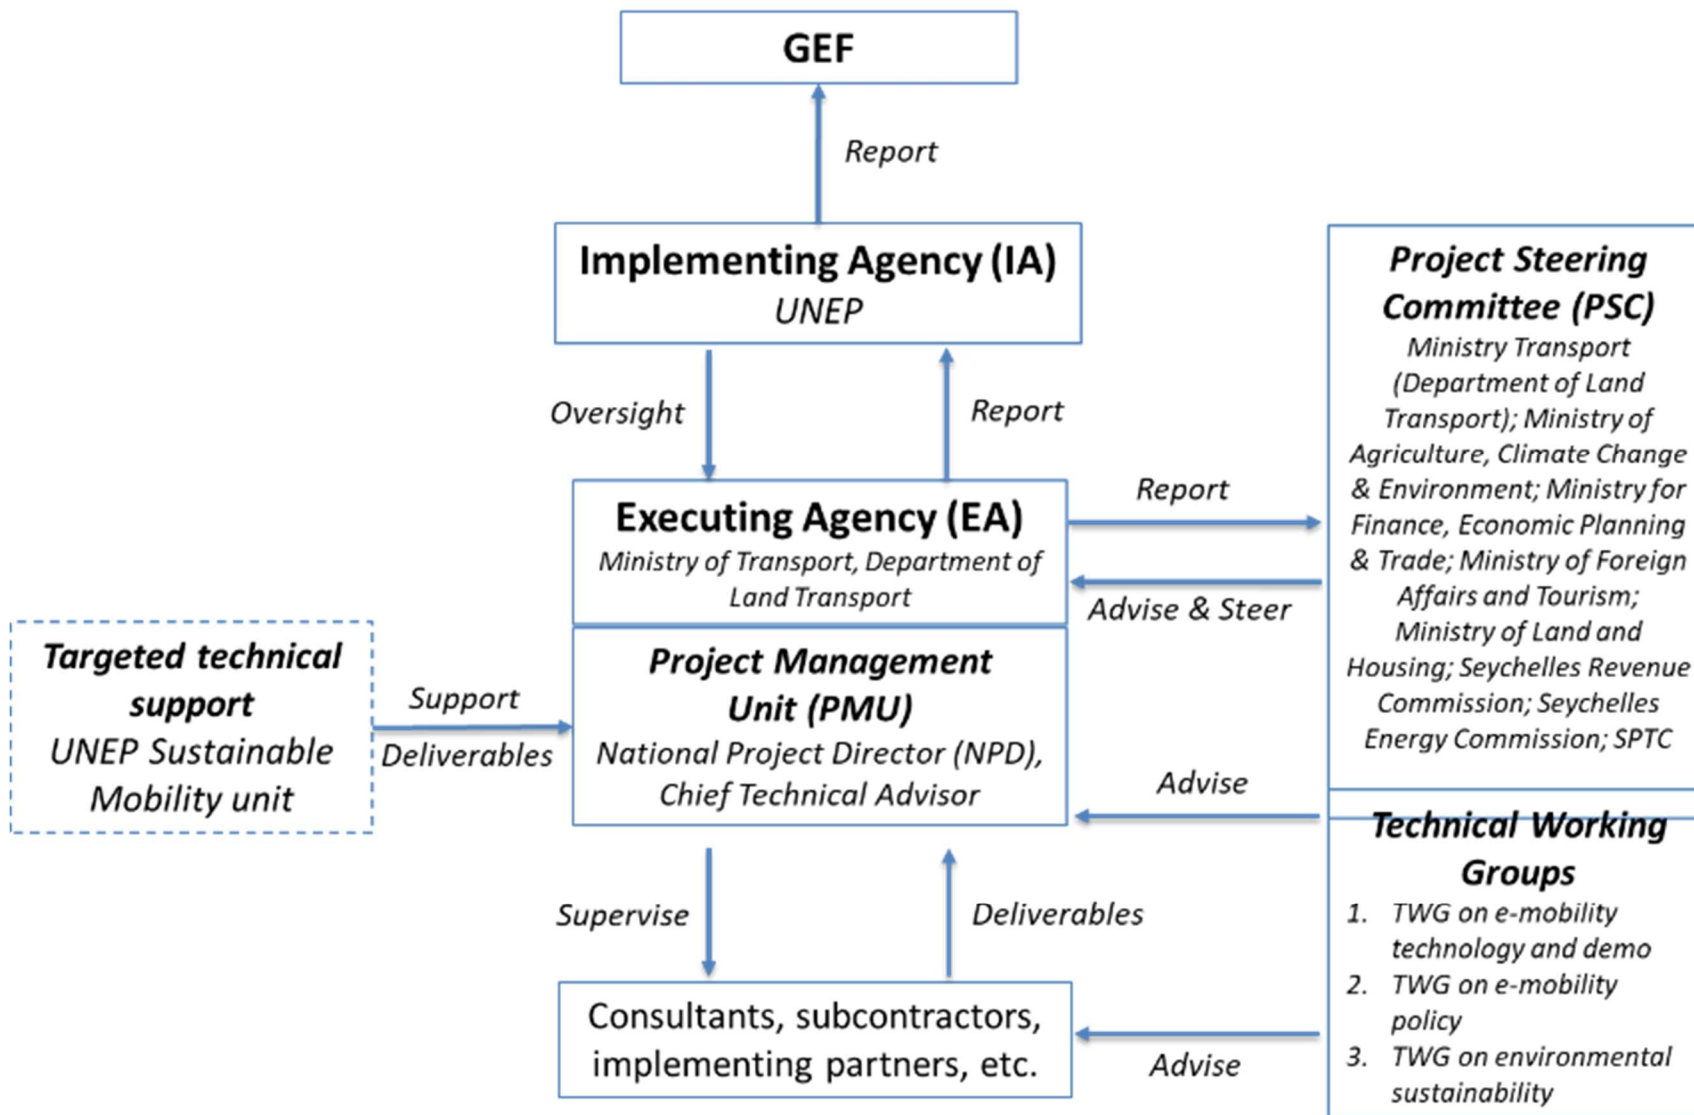 GEF
Report
Implementing Agency (IA)
UNEP
Oversight
Report
Executing Agency (EA)
Ministry of Transport, Department of
Land Transport
Report
Advise & Steer
Project Steering
Committee (PSC)
Ministry Transport
(Department of Land
Transport); Ministry of
Agriculture, Climate Change
& Environment; Ministry for
Finance, Economic Planning
& Trade; Ministry of Foreign
Affairs and Tourism;
Ministry of Land and
Housing; Seychelles Revenue
Commission; Seychelles
Energy Commission; SPTC
Targeted technical
support
UNEP Sustainable
Mobility unit
Support
Deliverables
Project Management
Unit (PMU)
National Project Director (NPD),
Chief Technical Advisor
Advise
Technical Working
Groups
1. TWG on e-mobility
technology and demo
2. TWG on e-mobility
policy
3. TWG on environmental
sustainability
Supervise
Deliverables
Consultants, subcontractors,
implementing partners, etc.
Advise